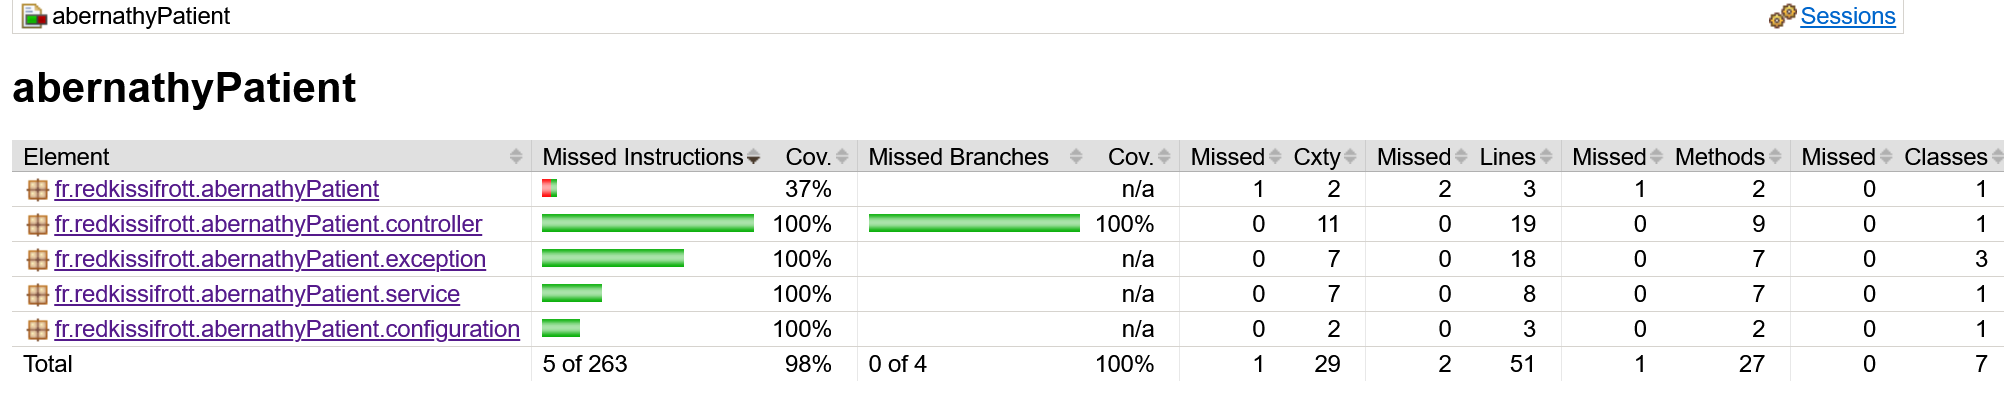 abernathyPatient Sessions
abernathyPatient
Element Missed Instructions Cov. Missed Branches Cov. Missed Cxty Missed Lines Missed Methods Missed Classes
fr.redkissifrott.abernathyPatient 37% n/a 1 2 2 3 1 2 0 1
fr.redkissifrott.abernathyPatient.controller 100% 100% 0 11 0 19 0 9 0 1
fr.redkissifrott.abernathyPatient.exception 100% n/a 0 7 0 18 0 7 0 3
fr.redkissifrott.abernathyPatient.service 100% n/a 0 7 0 8 0 7 0 1
fr.redkissifrott.abernathyPatient.configuration 100% n/a 0 2 0 3 0 2 0 1
Total 5 of 263 98% 0 of 4 100% 1 29 2 51 1 27 0 7